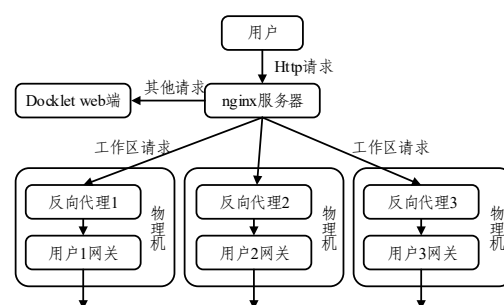 用户
Http请求
其他请求
Docklet web端
nginx服务器
工作区请求
工作区请求
反向代理1
用户1网关
物理机
反向代理2
用户2网关
物理机
反向代理3
用户3网关
物理机